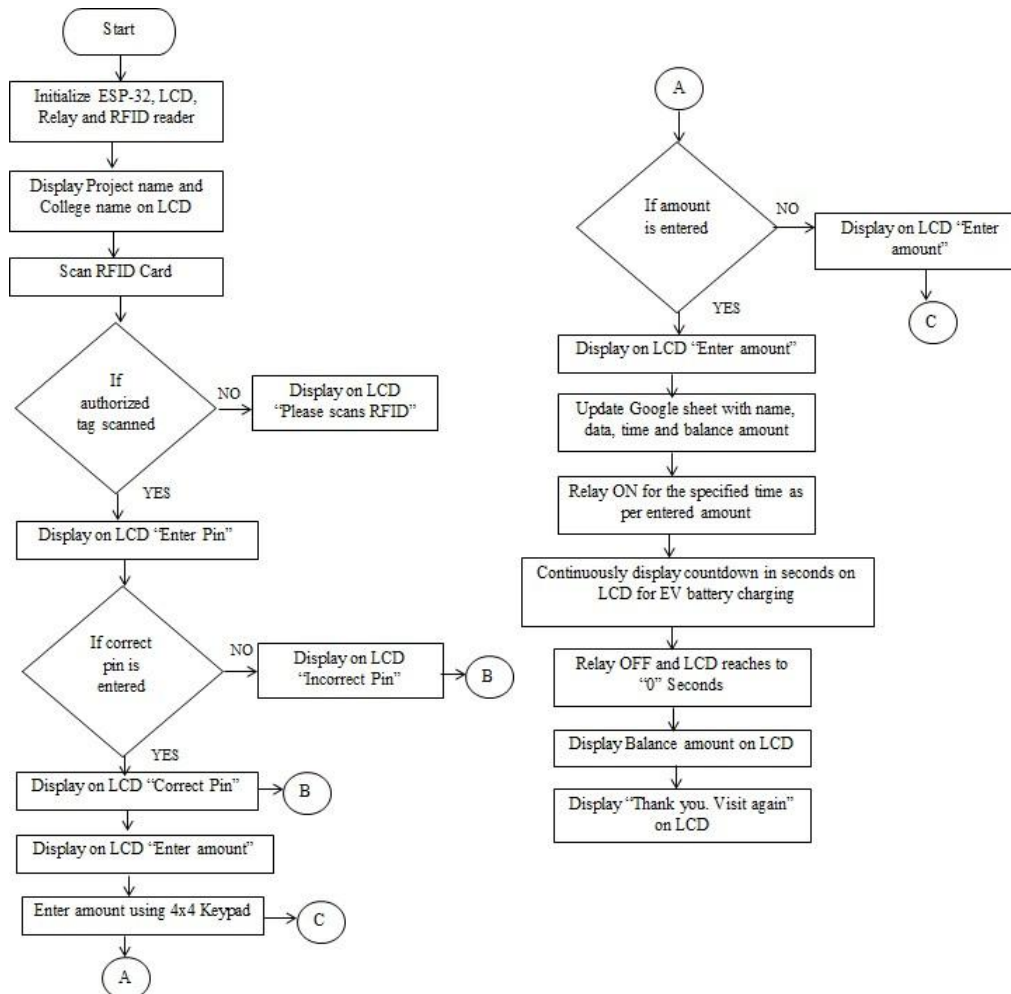 Start
Initialize ESP-32, LCD,
Relay and RFID reader
Display Project name and
College name on LCD
Scan RFID Card
If
authorized
tag scanned
NO
Display on LCD
“Please scans RFID”
YES
Display on LCD “Enter Pin”
If correct
pin is
entered
NO
Display on LCD
“Incorrect Pin”
B
YES
Display on LCD “Correct Pin”
B
Display on LCD “Enter amount”
Enter amount using 4x4 Keypad
C
A
A
If amount
is entered
NO
Display on LCD “Enter
amount”
C
YES
Display on LCD “Enter amount”
Update Google sheet with name,
data, time and balance amount
Relay ON for the specified time as
per entered amount
Continuously display countdown in seconds on
LCD for EV battery charging
Relay OFF and LCD reaches to
“0” Seconds
Display Balance amount on LCD
Display “Thank you. Visit again”
on LCD